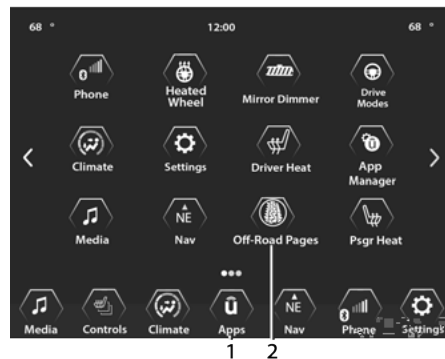 68 ° 12:00 68 °
Phone Heated Wheel Mirror Dimmer Drive Modes
Climate Settings Driver Heat App Manager
NE
Media Nav Off-Road Pages Psgr Heat
û NE
Media Controls Climate Apps Nav Phone Settings
1 2